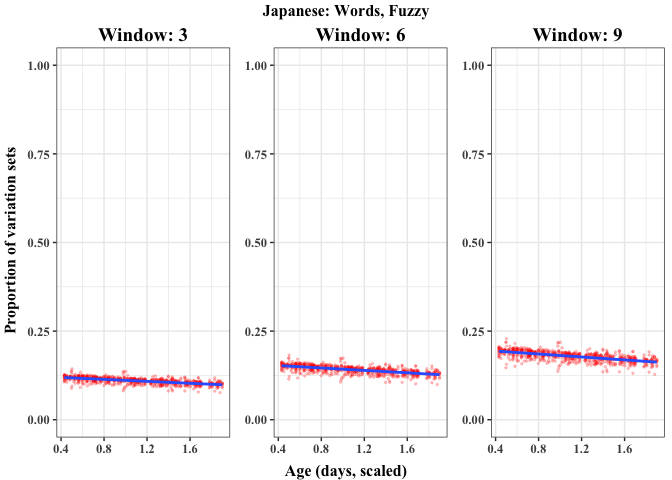 Japanese: Words, Fuzzy
Window: 3 Window: 6 Window: 9
Proportion of variation sets
1.00 1.00 1.00
0.75 0.75 0.75
0.50 0.50 0.50
0.25 0.25 0.25
0.00 0.00 0.00
0.4 0.8 1.2 1.6 0.4 0.8 1.2 1.6 0.4 0.8 1.2 1.6
Age (days, scaled)